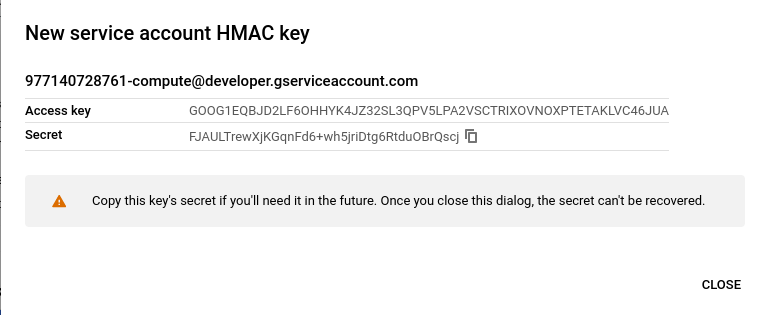 New service account HMAC key
977140728761-compute@developer.gserviceaccount.com
Access key GOOG1EQBJD2LF6OHHYK4JZ32SL3QPV5LPA2VSCTRIXOVNOXPTETAKLVC46JUA
Secret FJAULTrewXjKGqnFd6+wh5jriDtg6RtduOBrQscj
Copy this key's secret if you'll need it in the future. Once you close this dialog, the secret can't be recovered.
CLOSE